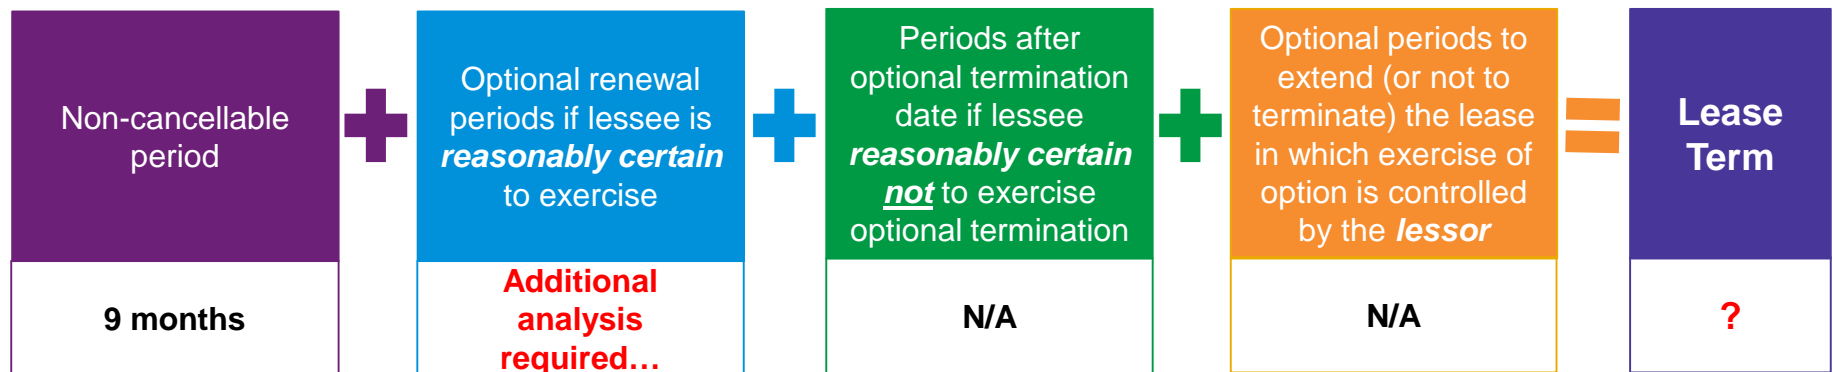 Non-cancellable
period
Optional renewal
periods if lessee is
reasonably certain
to exercise
Periods after
optional termination
date if lessee
reasonably certain
not to exercise
optional termination
Optional periods to
extend (or not to
terminate) the lease
in which exercise of
option is controlled
by the lessor
Lease
Term
9 months
Additional
analysis
required…
N/A
N/A
?